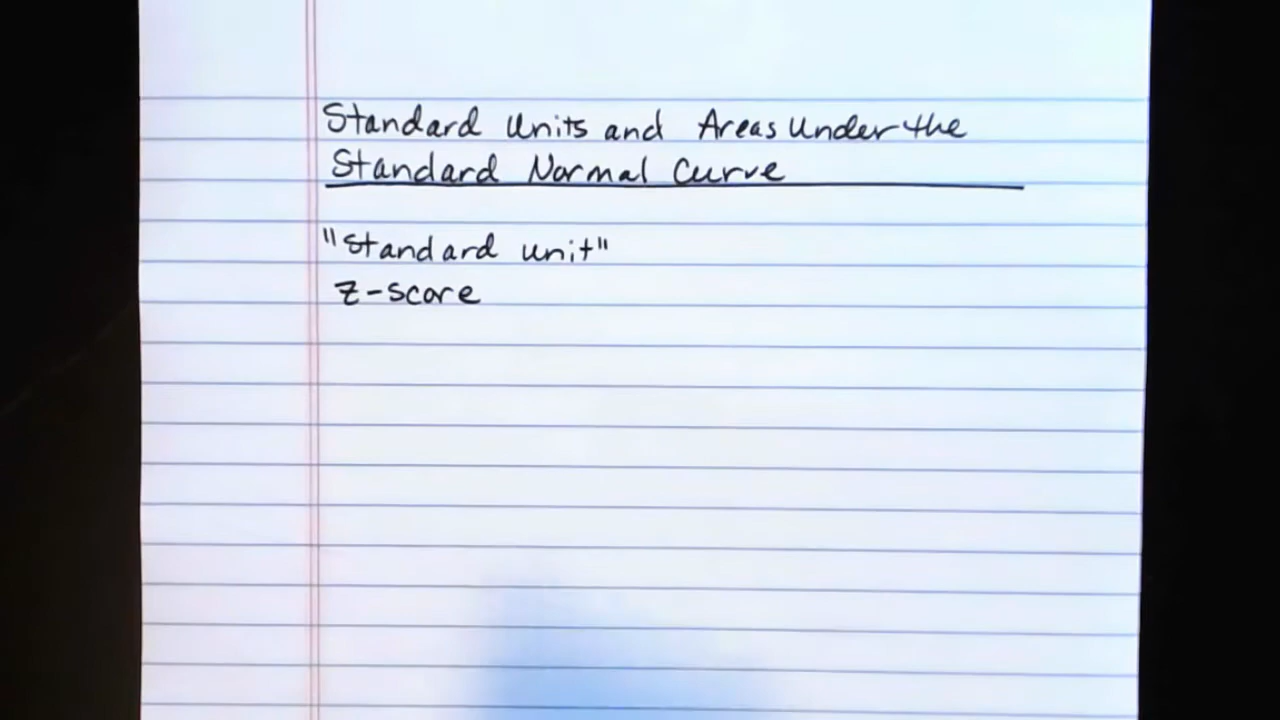 Standard Units and Areas Under the
Standard Normal Curve
"Standard unit"
z-score